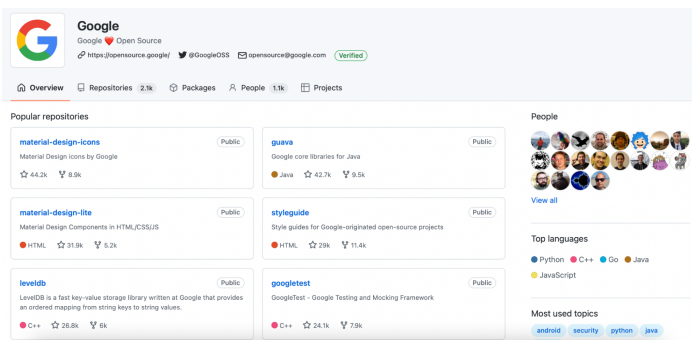 Google
Google ❤️ Open Source
https://opensource.google/ @GoogleOSS opensource@google.com Verified
Overview Repositories 2.1k Packages People 1.1k Projects
Popular repositories
material-design-icons Public
Material Design icons by Google
44.2k 8.9k
guava Public
Google core libraries for Java
Java 42.7k 9.5k
material-design-lite Public
Material Design Components in HTML/CSS/JS
HTML 31.9k 5.2k
styleguide Public
Style guides for Google-originated open-source projects
HTML 29k 11.4k
leveldb Public
LevelDB is a fast key-value storage library written at Google that provides
an ordered mapping from string keys to string values.
C++ 26.8k 6k
googletest Public
GoogleTest - Google Testing and Mocking Framework
C++ 24.1k 7.9k
People
View all
Top languages
Python C++ Go Java
JavaScript
Most used topics
android security python java